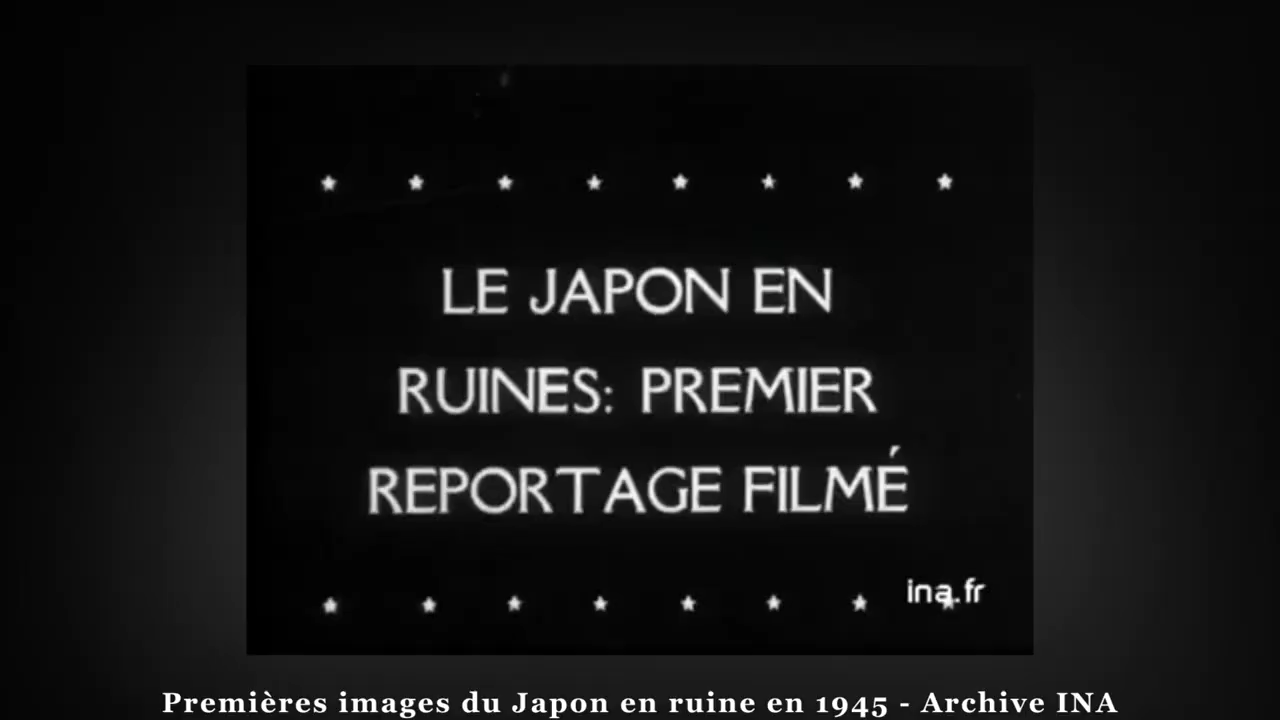 LE JAPON EN
RUINES: PREMIER
REPORTAGE FILMÉ
ina.fr
Premières images du Japon en ruine en 1945 - Archive INA